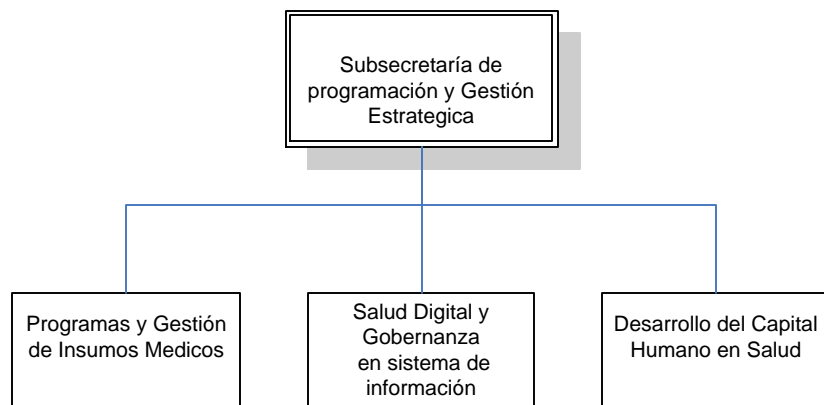 Subsecretaría de
programación y Gestión
Estrategica
Programas y Gestión
de Insumos Medicos
Salud Digital y
Gobernanza
en sistema de
información
Desarrollo del Capital
Humano en Salud